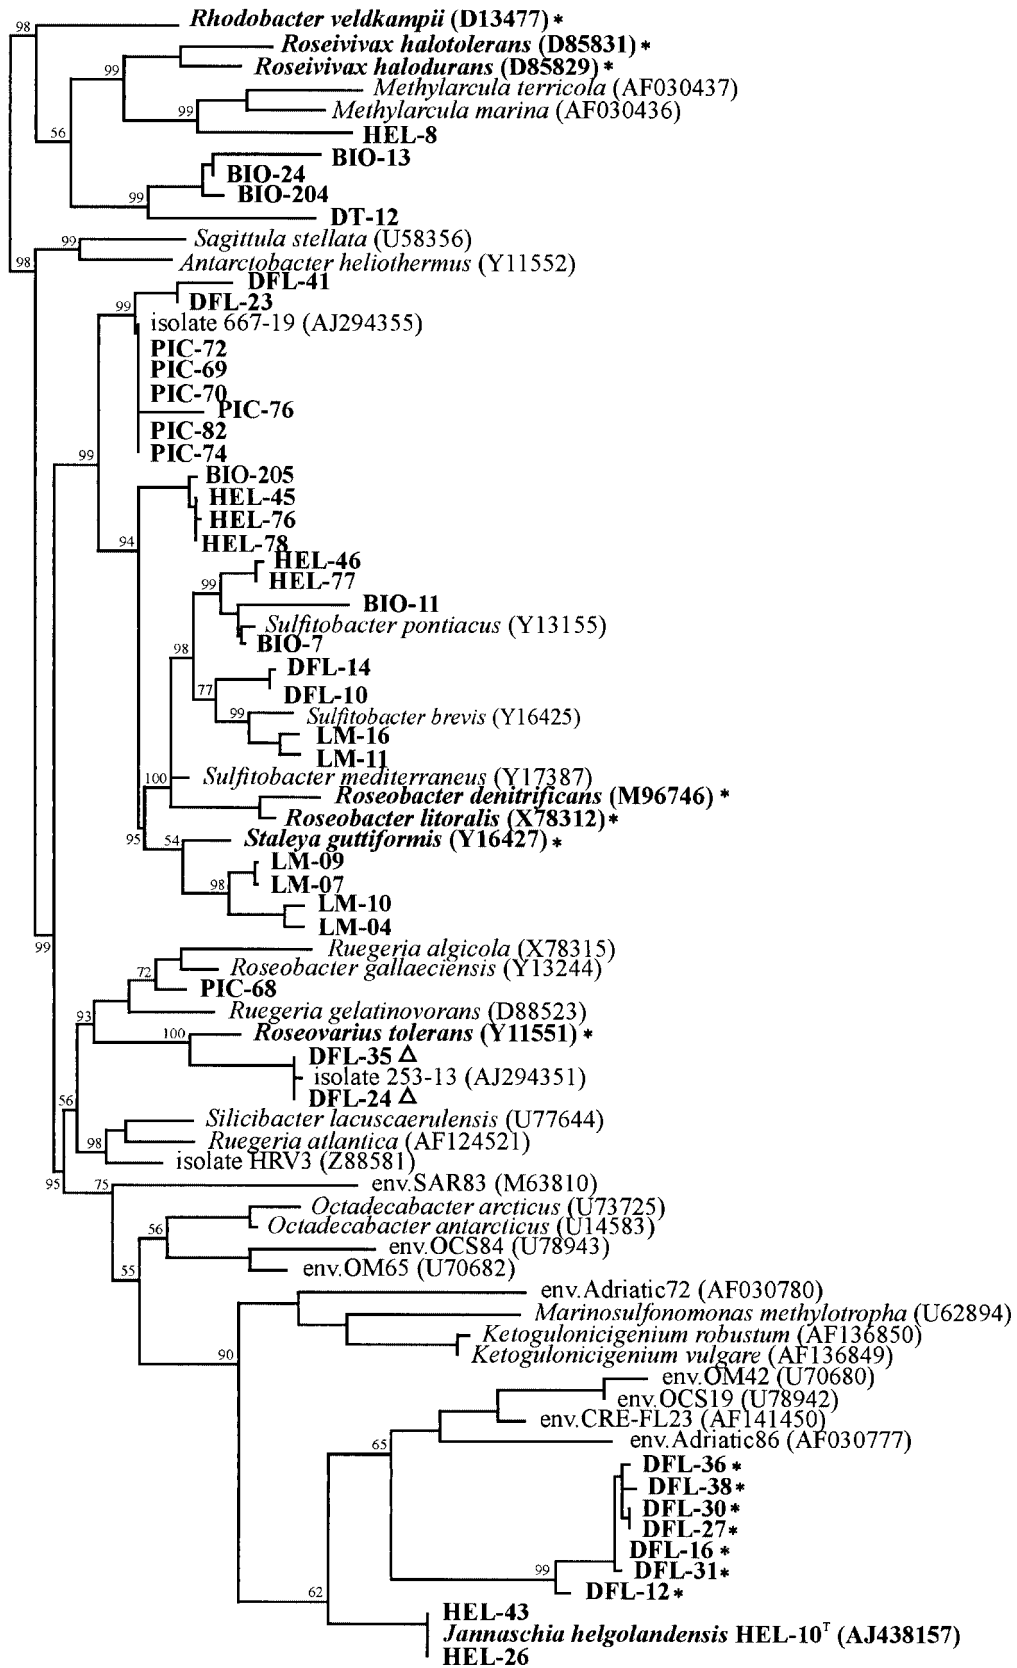 98
Rhodobacter veldkampii (D13477) *
Roseivivax halotolerans (D85831) *
Roseivivax halodurans (D85829) *
99
Methylarcula terricola (AF030437)
Methylarcula marina (AF030436)
99
HEL-8
56
BIO-13
BIO-24
BIO-204
99
DT-12
Sagittula stellata (U58356)
99
Antarctobacter heliothermus (Y11552)
98
DFL-41
DFL-23
99
isolate 667-19 (AJ294355)
PIC-72
PIC-69
PIC-70
PIC-76
PIC-82
PIC-74
99
BIO-205
HEL-45
HEL-76
HEL-78
94
HEL-46
HEL-77
99
BIO-11
Sulfitobacter pontiacus (Y13155)
BIO-7
98
DFL-14
77
DFL-10
99
Sulfitobacter brevis (Y16425)
LM-16
LM-11
100
Sulfitobacter mediterraneus (Y17387)
Roseobacter denitrificans (M96746) *
Roseobacter litoralis (X78312) *
95
54
Staleya guttiformis (Y16427) *
LM-09
LM-07
98
LM-10
LM-04
99
Ruegeria algicola (X78315)
Roseobacter gallaeciensis (Y13244)
72
PIC-68
Ruegeria gelatinovorans (D88523)
93
100
Roseovarius tolerans (Y11551) *
DFL-35 Δ
isolate 253-13 (AJ294351)
DFL-24 Δ
56
Silicibacter lacuscaerulensis (U77644)
98
Ruegeria atlantica (AF124521)
isolate HRV3 (Z88581)
95
75
env.SAR83 (M63810)
Octadecabacter arcticus (U73725)
Octadecabacter antarcticus (U14583)
56
env.OCS84 (U78943)
env.OM65 (U70682)
55
env.Adriatic72 (AF030780)
Marinosulfonomonas methylotropha (U62894)
Ketogulonicigenium robustum (AF136850)
Ketogulonicigenium vulgare (AF136849)
90
env.OM42 (U70680)
env.OCS19 (U78942)
env.CRE-FL23 (AF141450)
env.Adriatic86 (AF030777)
65
DFL-36 *
DFL-38 *
DFL-30 *
DFL-27 *
DFL-16 *
DFL-31 *
99
DFL-12 *
62
HEL-43
Jannaschia helgolandensis HEL-10ᵀ (AJ438157)
HEL-26